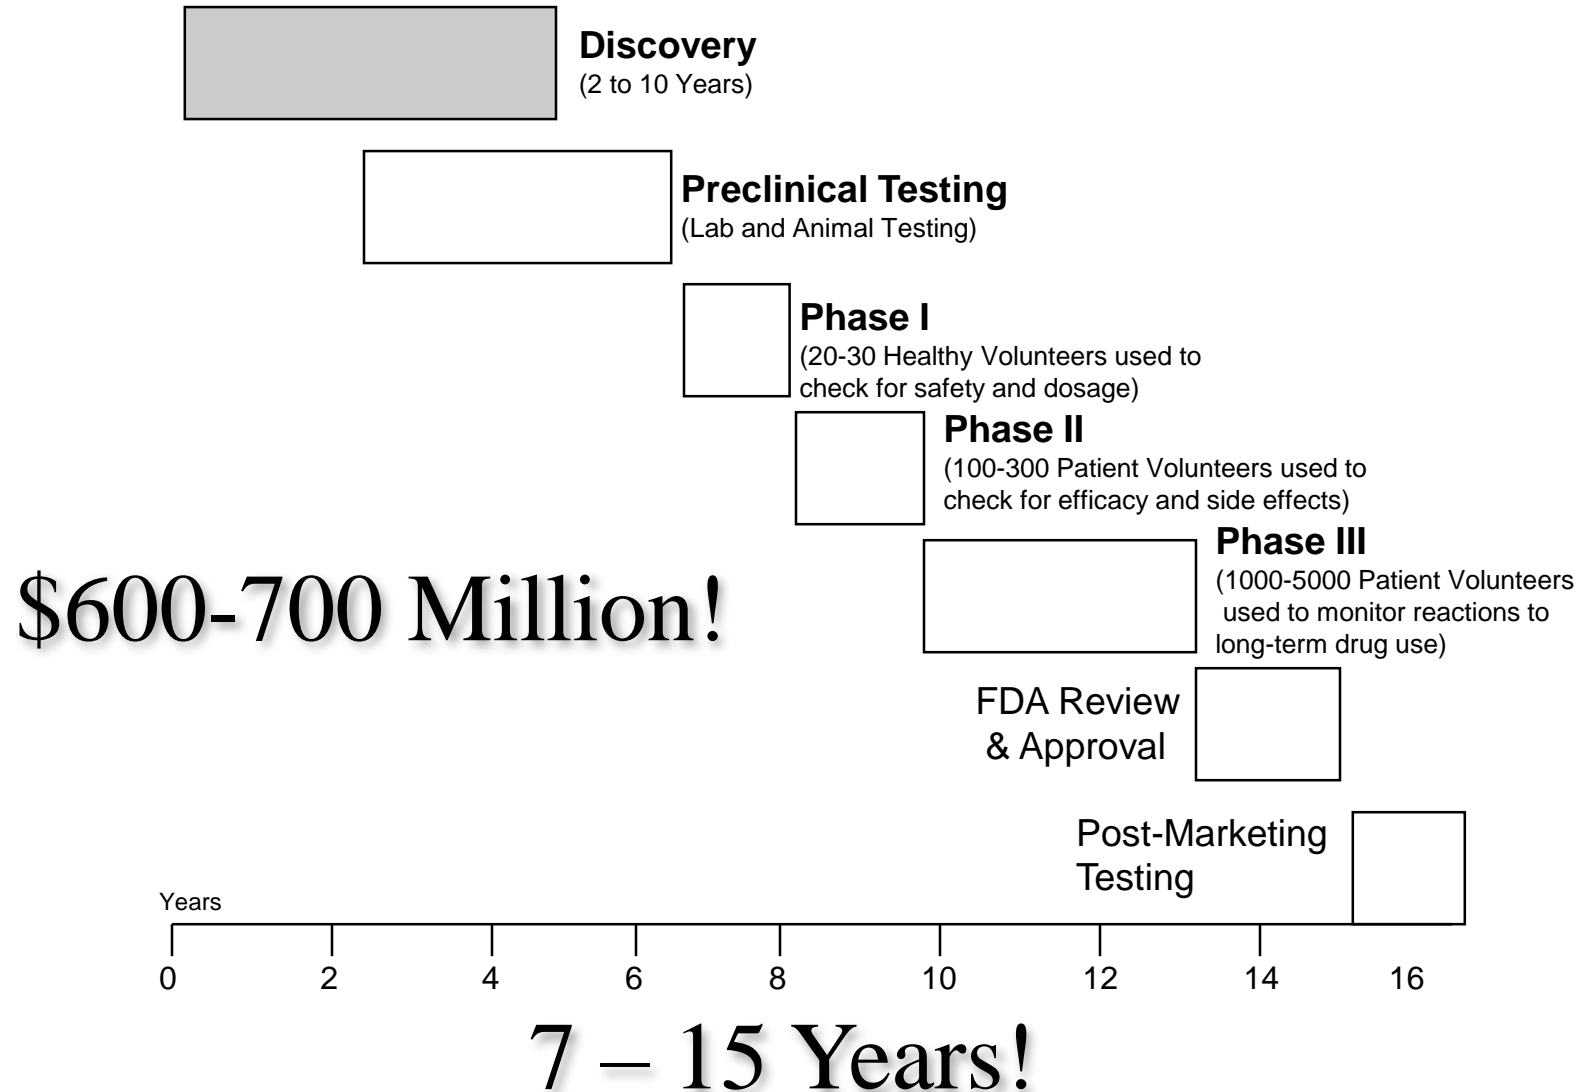 Discovery
(2 to 10 Years)
Preclinical Testing
(Lab and Animal Testing)
Phase I
(20-30 Healthy Volunteers used to
check for safety and dosage)
Phase II
(100-300 Patient Volunteers used to
check for efficacy and side effects)
Phase III
(1000-5000 Patient Volunteers
used to monitor reactions to
long-term drug use)
$600-700 Million!
FDA Review
& Approval
Post-Marketing
Testing
Years
0 2 4 6 8 10 12 14 16
7 – 15 Years!